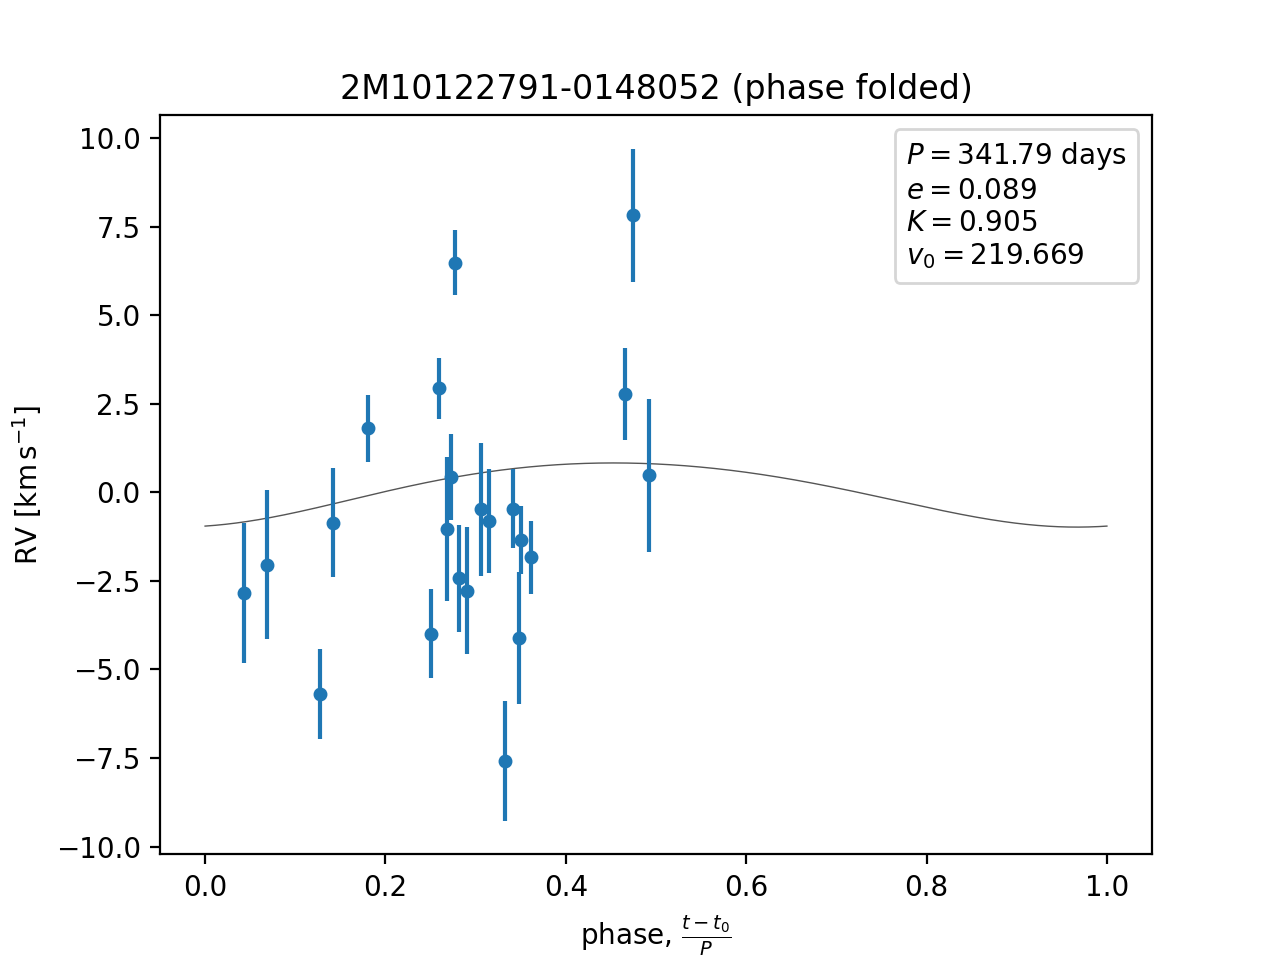 2M10122791-0148052 (phase folded)
P = 341.79 days
e = 0.089
K = 0.905
v₀ = 219.669
10.0
7.5
5.0
2.5
0.0
−2.5
−5.0
−7.5
−10.0
RV [km s⁻¹]
0.0 0.2 0.4 0.6 0.8 1.0
phase, (t − t₀)/P